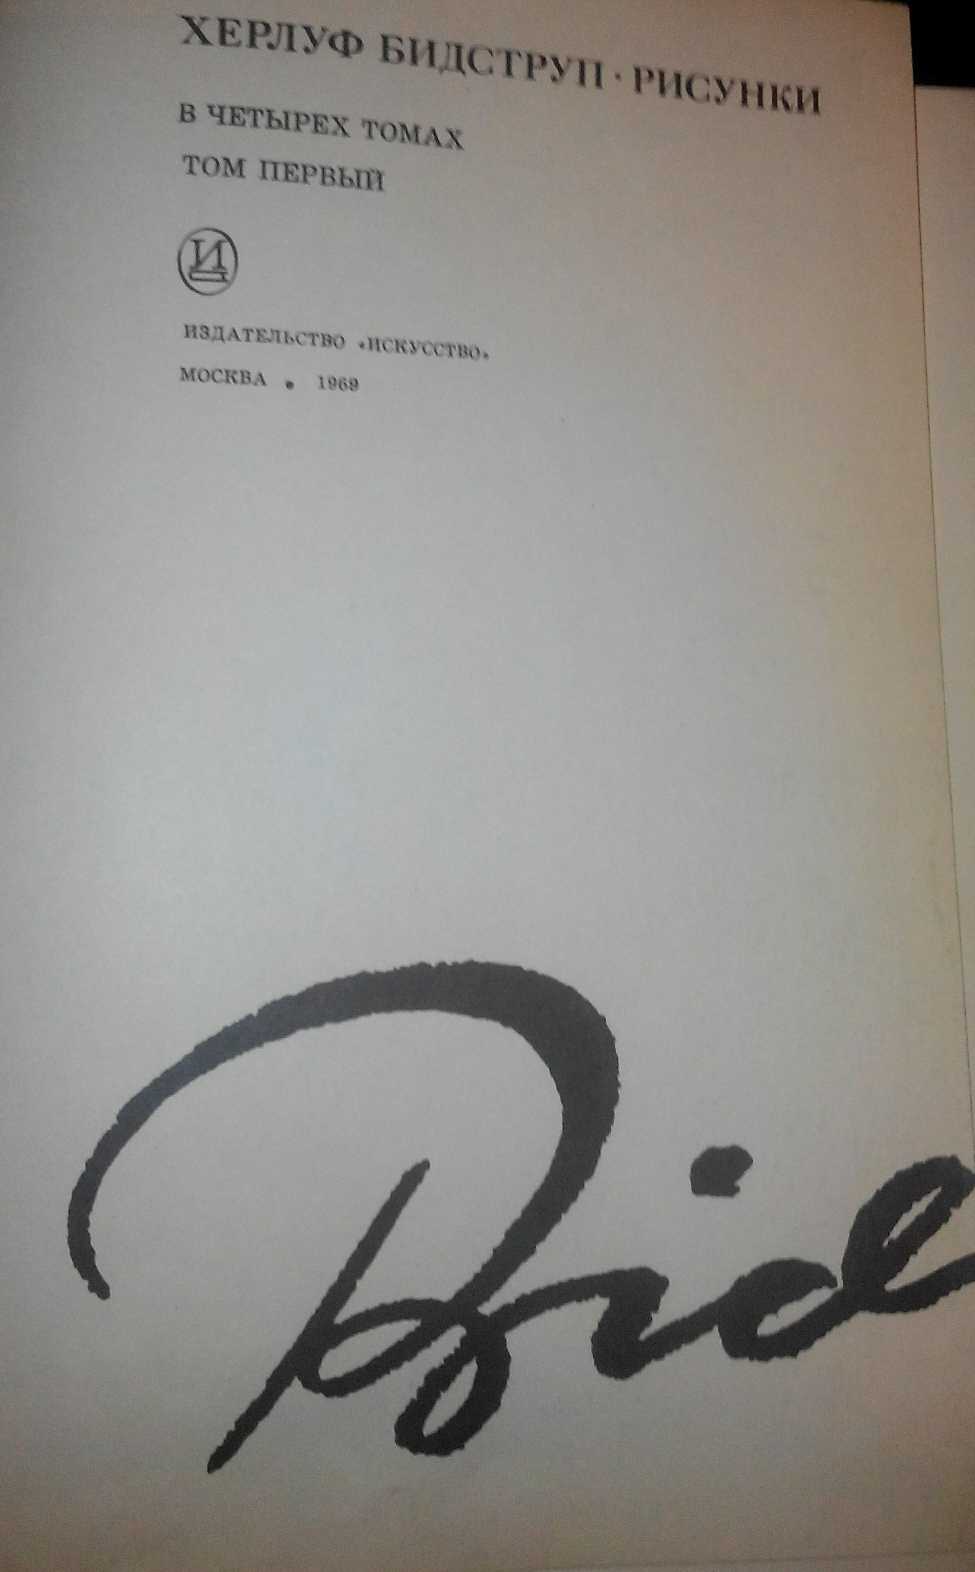 ХЕРЛУФ БИДСТРУП · РИСУНКИ
В ЧЕТЫРЕХ ТОМАХ
ТОМ ПЕРВЫЙ
И
ИЗДАТЕЛЬСТВО «ИСКУССТВО»
МОСКВА • 1969
Bid